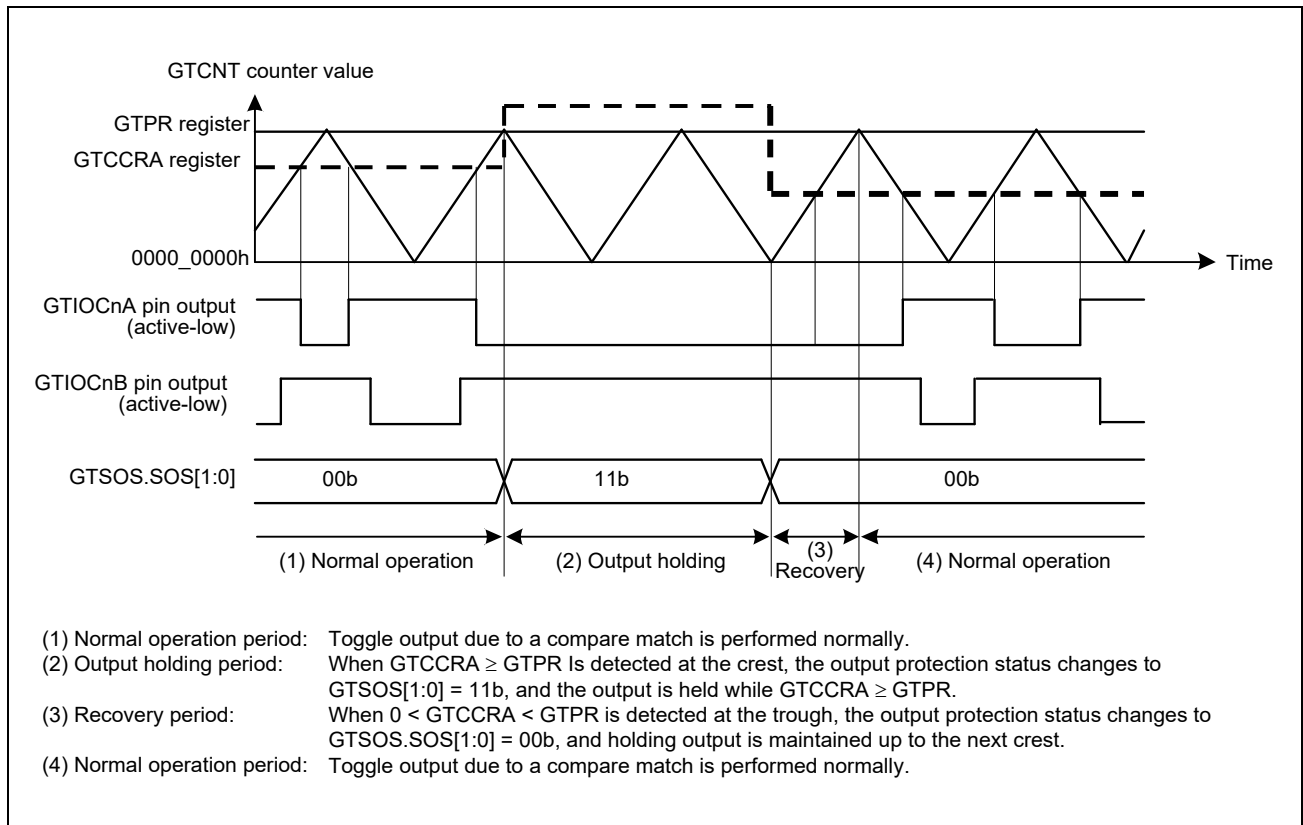 GTCNT counter value
GTPR register
GTCCRA register
0000_0000h
Time
GTIOCnA pin output
(active-low)
GTIOCnB pin output
(active-low)
GTSOS.SOS[1:0]
00b
11b
00b
(1) Normal operation
(2) Output holding
(3)
Recovery
(4) Normal operation
(1) Normal operation period: Toggle output due to a compare match is performed normally.
(2) Output holding period: When GTCCRA ≥ GTPR Is detected at the crest, the output protection status changes to
GTSOS[1:0] = 11b, and the output is held while GTCCRA ≥ GTPR.
(3) Recovery period: When 0 < GTCCRA < GTPR is detected at the trough, the output protection status changes to
GTSOS.SOS[1:0] = 00b, and holding output is maintained up to the next crest.
(4) Normal operation period: Toggle output due to a compare match is performed normally.